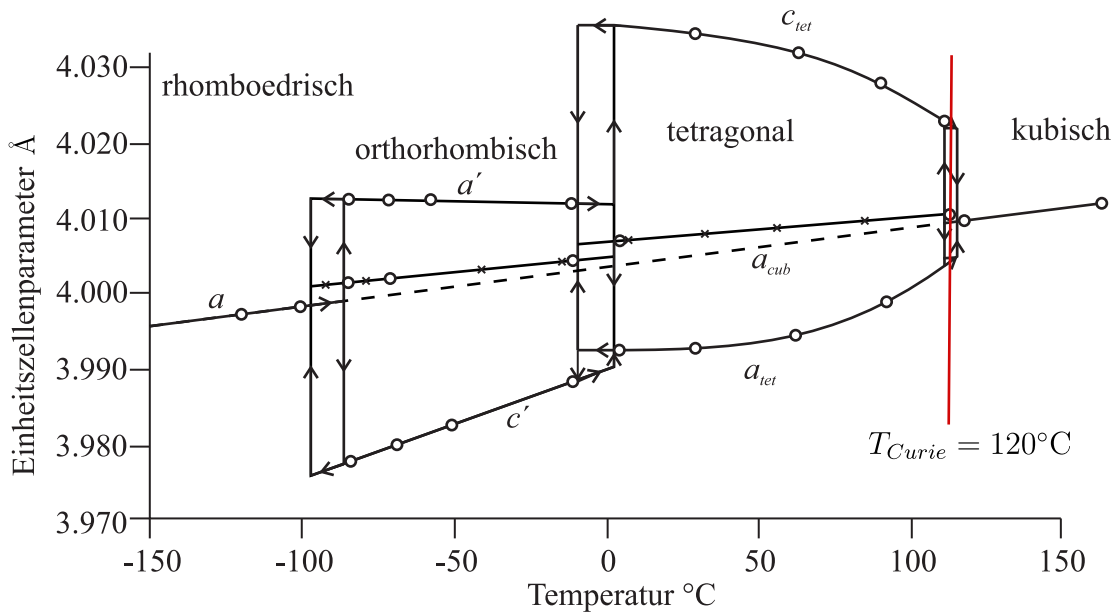 4.030
4.020
4.010
4.000
3.990
3.980
3.970
Einheitszellenparameter Å
rhomboedrisch
orthorhombisch
tetragonal
kubisch
c_tet
a′
a
a_cub
a_tet
c′
T_Curie = 120°C
-150
-100
-50
0
50
100
150
Temperatur °C